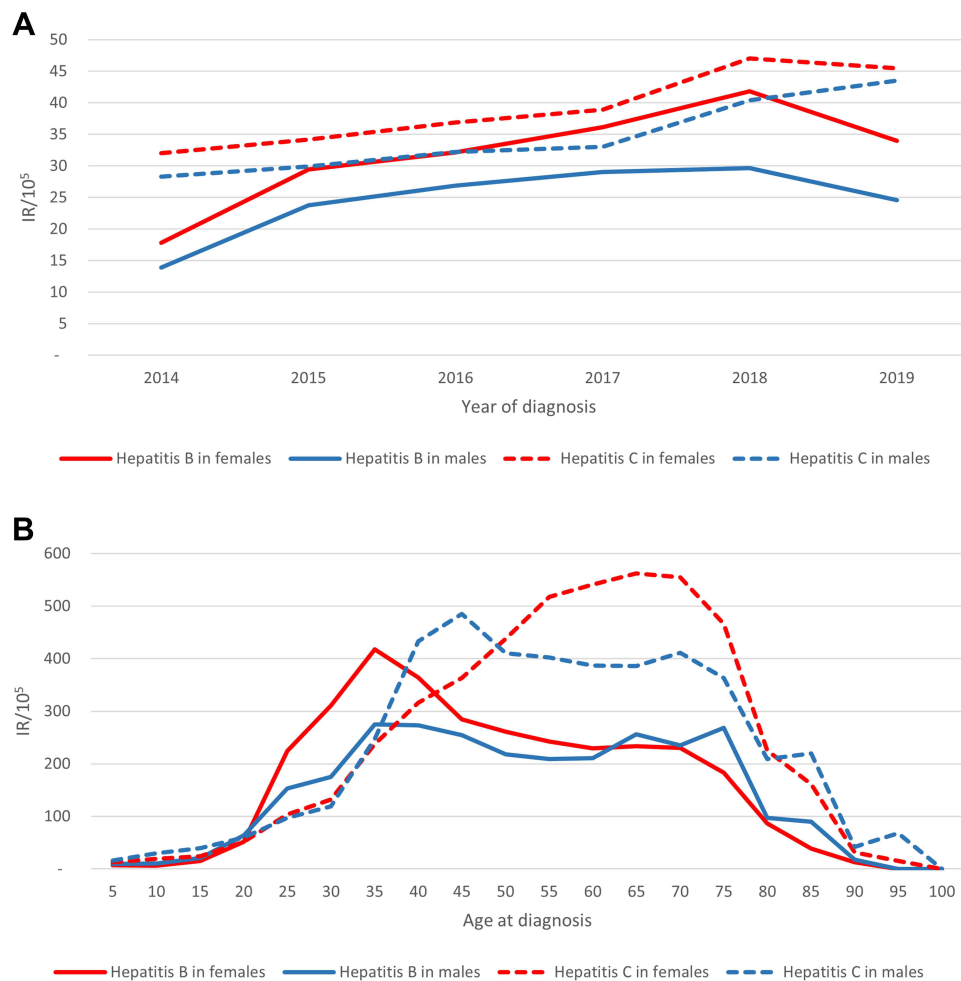 A
50
45
40
35
30
25
20
15
10
5
-
IR/10⁵
2014 2015 2016 2017 2018 2019
Year of diagnosis
Hepatitis B in females Hepatitis B in males Hepatitis C in females Hepatitis C in males
B
600
500
400
300
200
100
-
IR/10⁵
5 10 15 20 25 30 35 40 45 50 55 60 65 70 75 80 85 90 95 100
Age at diagnosis
Hepatitis B in females Hepatitis B in males Hepatitis C in females Hepatitis C in males